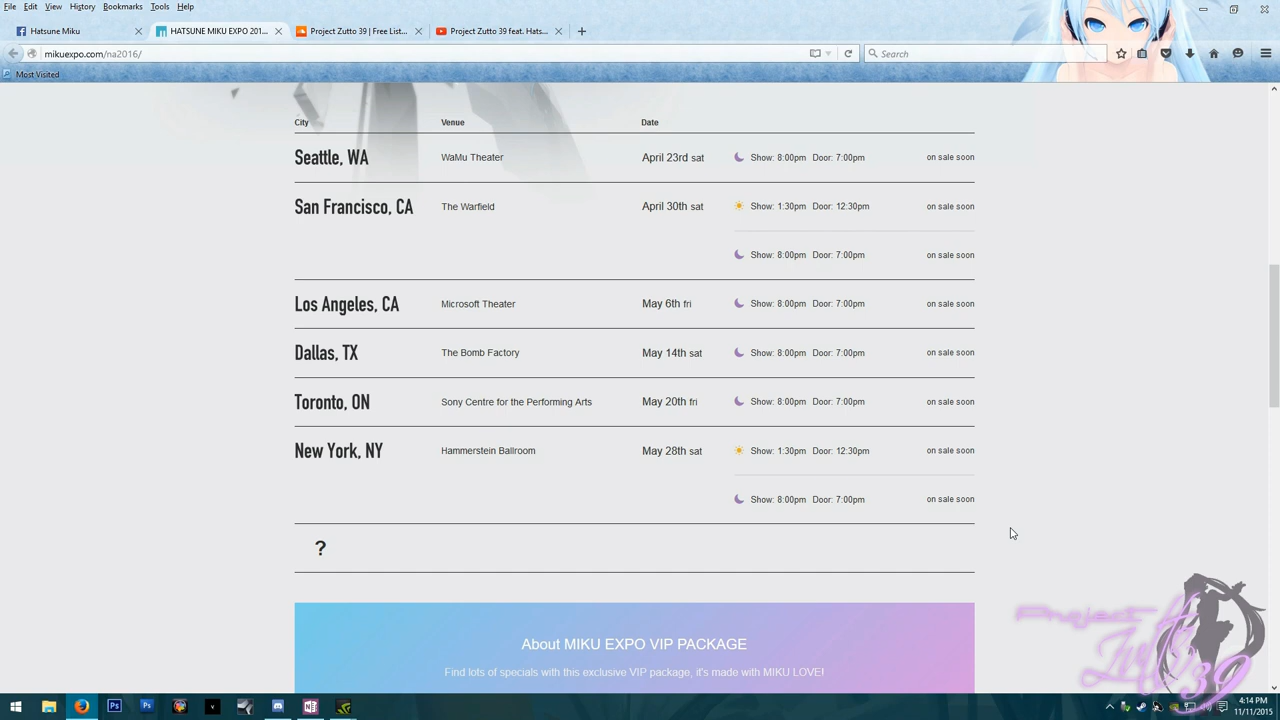 File Edit View History Bookmarks Tools Help
Hatsune Miku
HATSUNE MIKU EXPO 201...
Project Zutto 39 | Free List...
Project Zutto 39 feat. Hats...
mikuexpo.com/na2016/
Search
Most Visited
City Venue Date
Seattle, WA WaMu Theater April 23rd sat Show: 8:00pm Door: 7:00pm on sale soon
San Francisco, CA The Warfield April 30th sat Show: 1:30pm Door: 12:30pm on sale soon
Show: 8:00pm Door: 7:00pm on sale soon
Los Angeles, CA Microsoft Theater May 6th fri Show: 8:00pm Door: 7:00pm on sale soon
Dallas, TX The Bomb Factory May 14th sat Show: 8:00pm Door: 7:00pm on sale soon
Toronto, ON Sony Centre for the Performing Arts May 20th fri Show: 8:00pm Door: 7:00pm on sale soon
New York, NY Hammerstein Ballroom May 28th sat Show: 1:30pm Door: 12:30pm on sale soon
Show: 8:00pm Door: 7:00pm on sale soon
?
About MIKU EXPO VIP PACKAGE
Find lots of specials with this exclusive VIP package, it's made with MIKU LOVE!
Project
Zutto
39
4:14 PM
11/11/2015